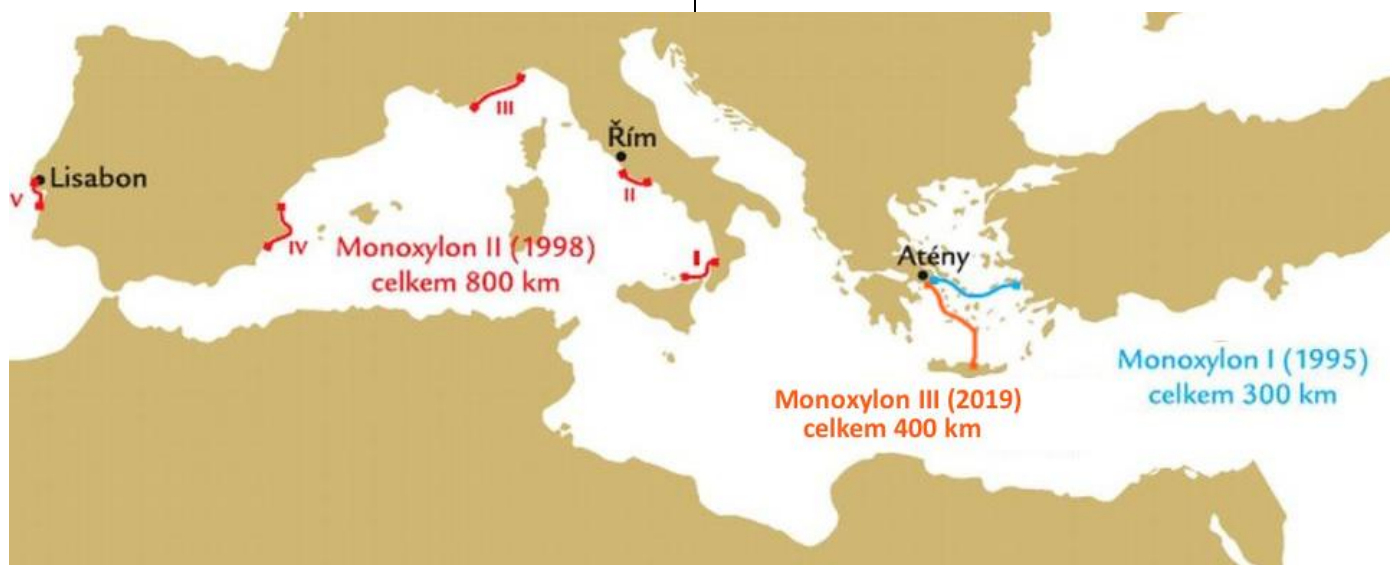 III
Řím
Lisabon
V
II
IV
Monoxylon II (1998)
celkem 800 km
I
Atény
Monoxylon I (1995)
celkem 300 km
Monoxylon III (2019)
celkem 400 km